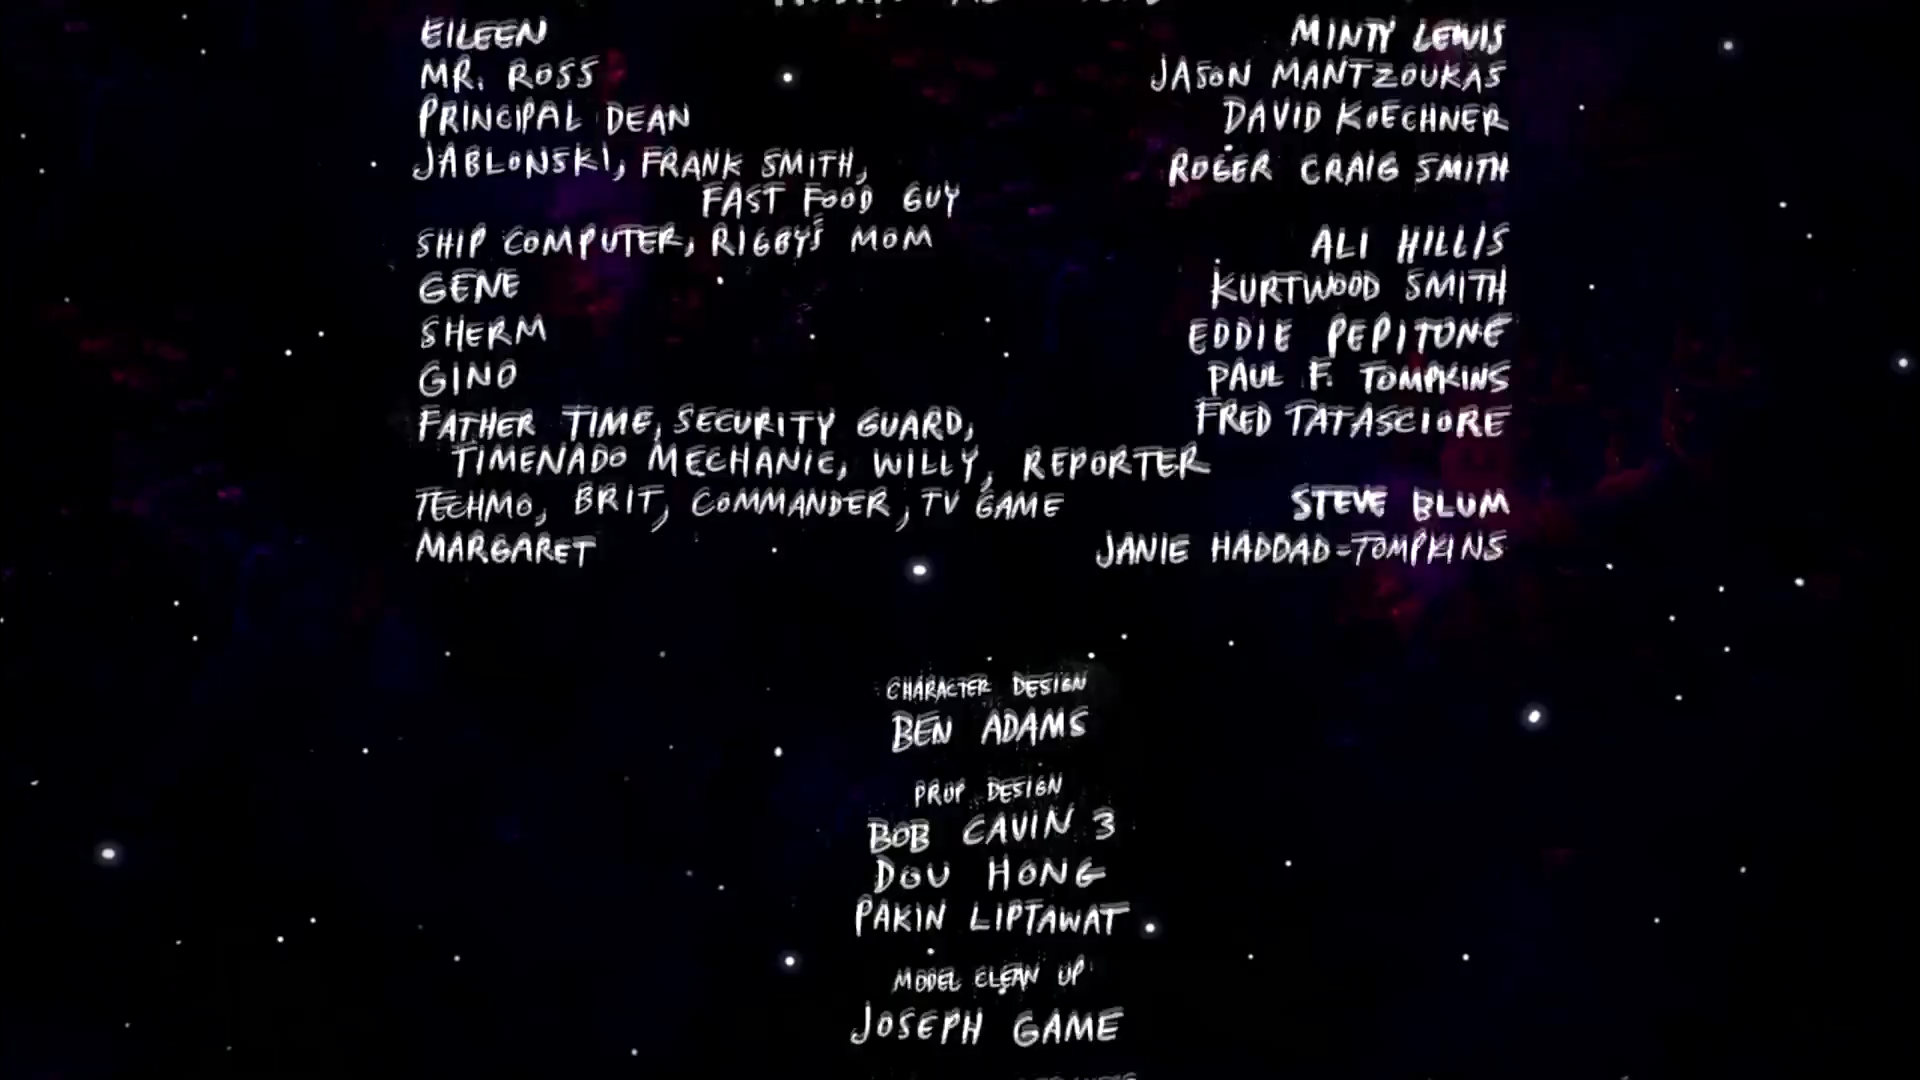 EILEEN MINTY LEWIS
MR. ROSS JASON MANTZOUKAS
PRINCIPAL DEAN DAVID KOECHNER
JABLONSKI, FRANK SMITH, ROGER CRAIG SMITH
FAST FOOD GUY
SHIP COMPUTER, RIGBY'S MOM ALI HILLIS
GENE KURTWOOD SMITH
SHERM EDDIE PEPITONE
GINO PAUL F. TOMPKINS
FATHER TIME, SECURITY GUARD, FRED TATASCIORE
TIMENADO MECHANIC, WILLY, REPORTER
TECHMO, BRIT, COMMANDER, TV GAME STEVE BLUM
MARGARET JANIE HADDAD-TOMPKINS
CHARACTER DESIGN
BEN ADAMS
PROP DESIGN
BOB CAVIN 3
DOU HONG
PAKIN LIPTAWAT
MODEL CLEAN UP
JOSEPH GAME